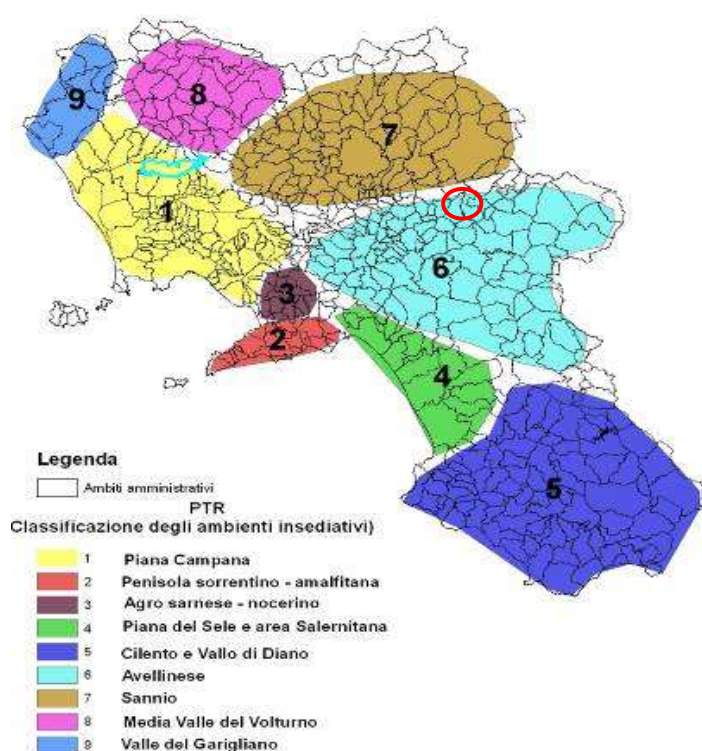 9
8
7
1
6
3
2
4
5
Legenda
Ambiti amministrativi
PTR
Classificazione degli ambienti insediativi)
1 Piana Campana
2 Penisola sorrentino - amalfitana
3 Agro sarnese - nocerino
4 Piana del Sele e area Salernitana
5 Cilento e Vallo di Diano
6 Avellinese
7 Sannio
8 Media Valle del Volturno
9 Valle del Garigliano